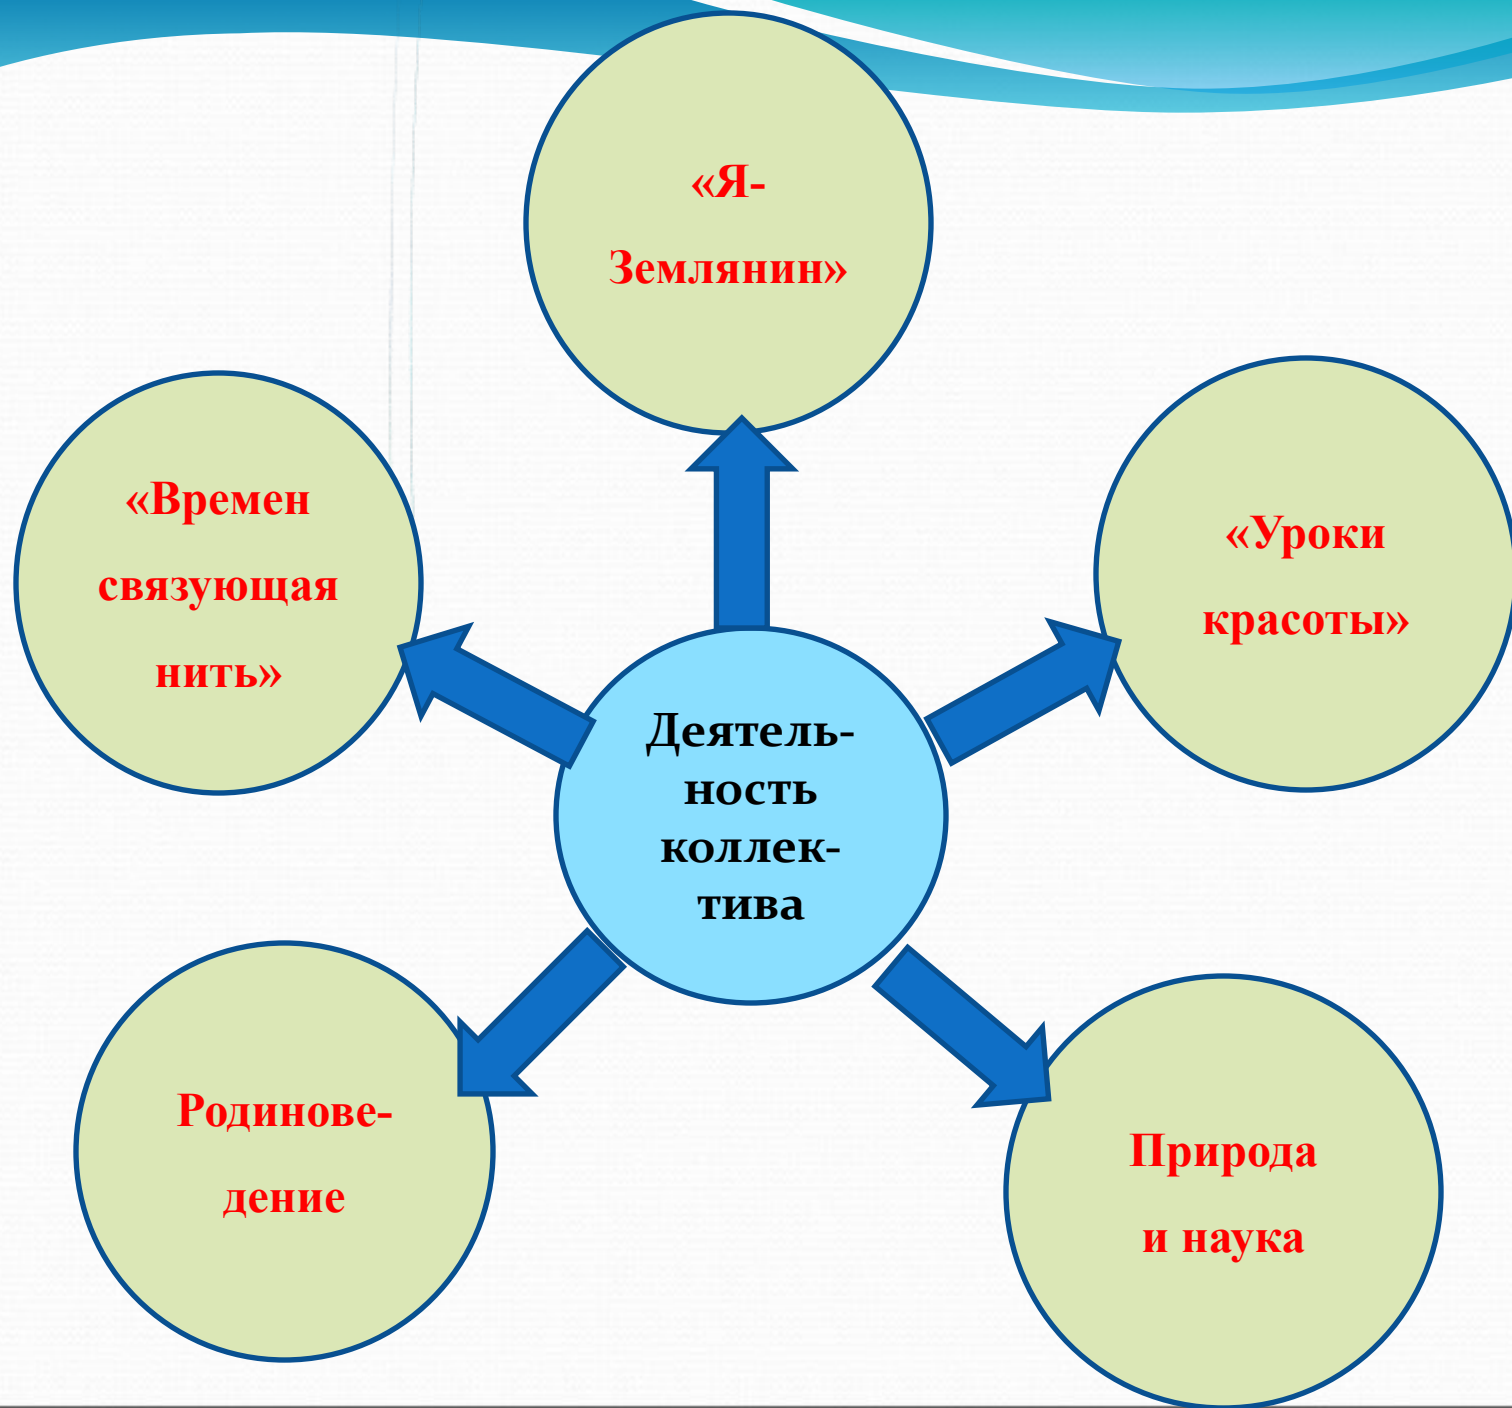 «Я-
Землянин»
«Времен
связующая
нить»
«Уроки
красоты»
Деятель-
ность
коллек-
тива
Родинове-
дение
Природа
и наука